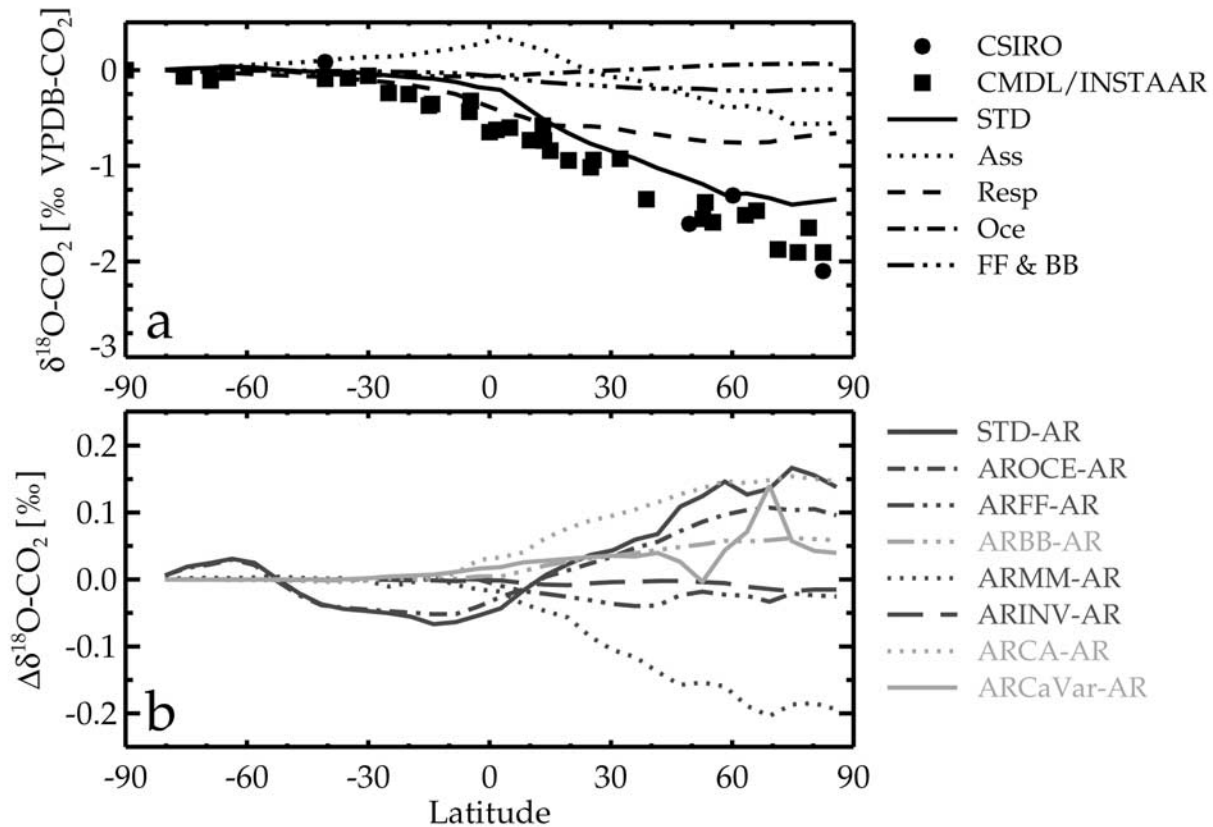 δ¹⁸O-CO₂ [‰ VPDB-CO₂]
0
-1
-2
-3
a
-90 -60 -30 0 30 60 90
CSIRO
CMDL/INSTAAR
STD
Ass
Resp
Oce
FF & BB
Δδ¹⁸O-CO₂ [‰]
0.2
0.1
0.0
-0.1
-0.2
b
-90 -60 -30 0 30 60 90
Latitude
STD-AR
AROCE-AR
ARFF-AR
ARBB-AR
ARMM-AR
ARINV-AR
ARCA-AR
ARCaVar-AR